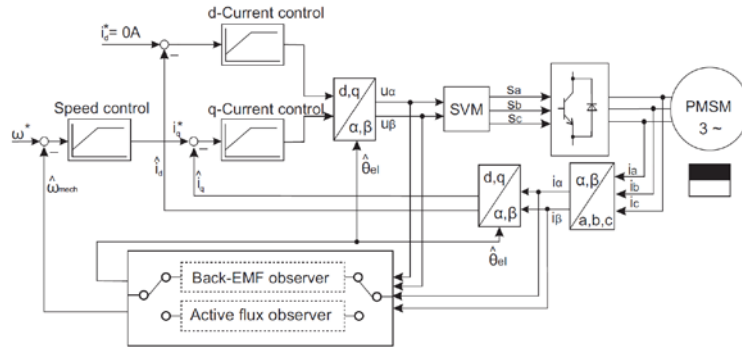 d-Current control
i*d = 0A
q-Current control
Speed control
ω*
i*q
d,q
α,β
uα
uβ
SVM
Sa
Sb
Sc
PMSM
3 ~
ω̂mech
îd
îq
θ̂el
d,q
α,β
iα
iβ
α,β
a,b,c
ia
ib
ic
θ̂el
Back-EMF observer
Active flux observer